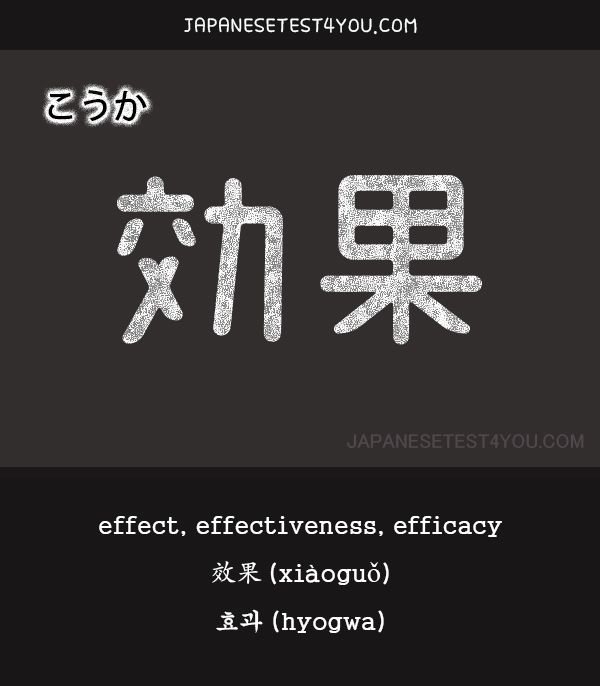 JAPANESETEST4YOU.COM
こうか
効果
JAPANESETEST4YOU.COM
effect, effectiveness, efficacy
效果 (xiàoguǒ)
효과 (hyogwa)